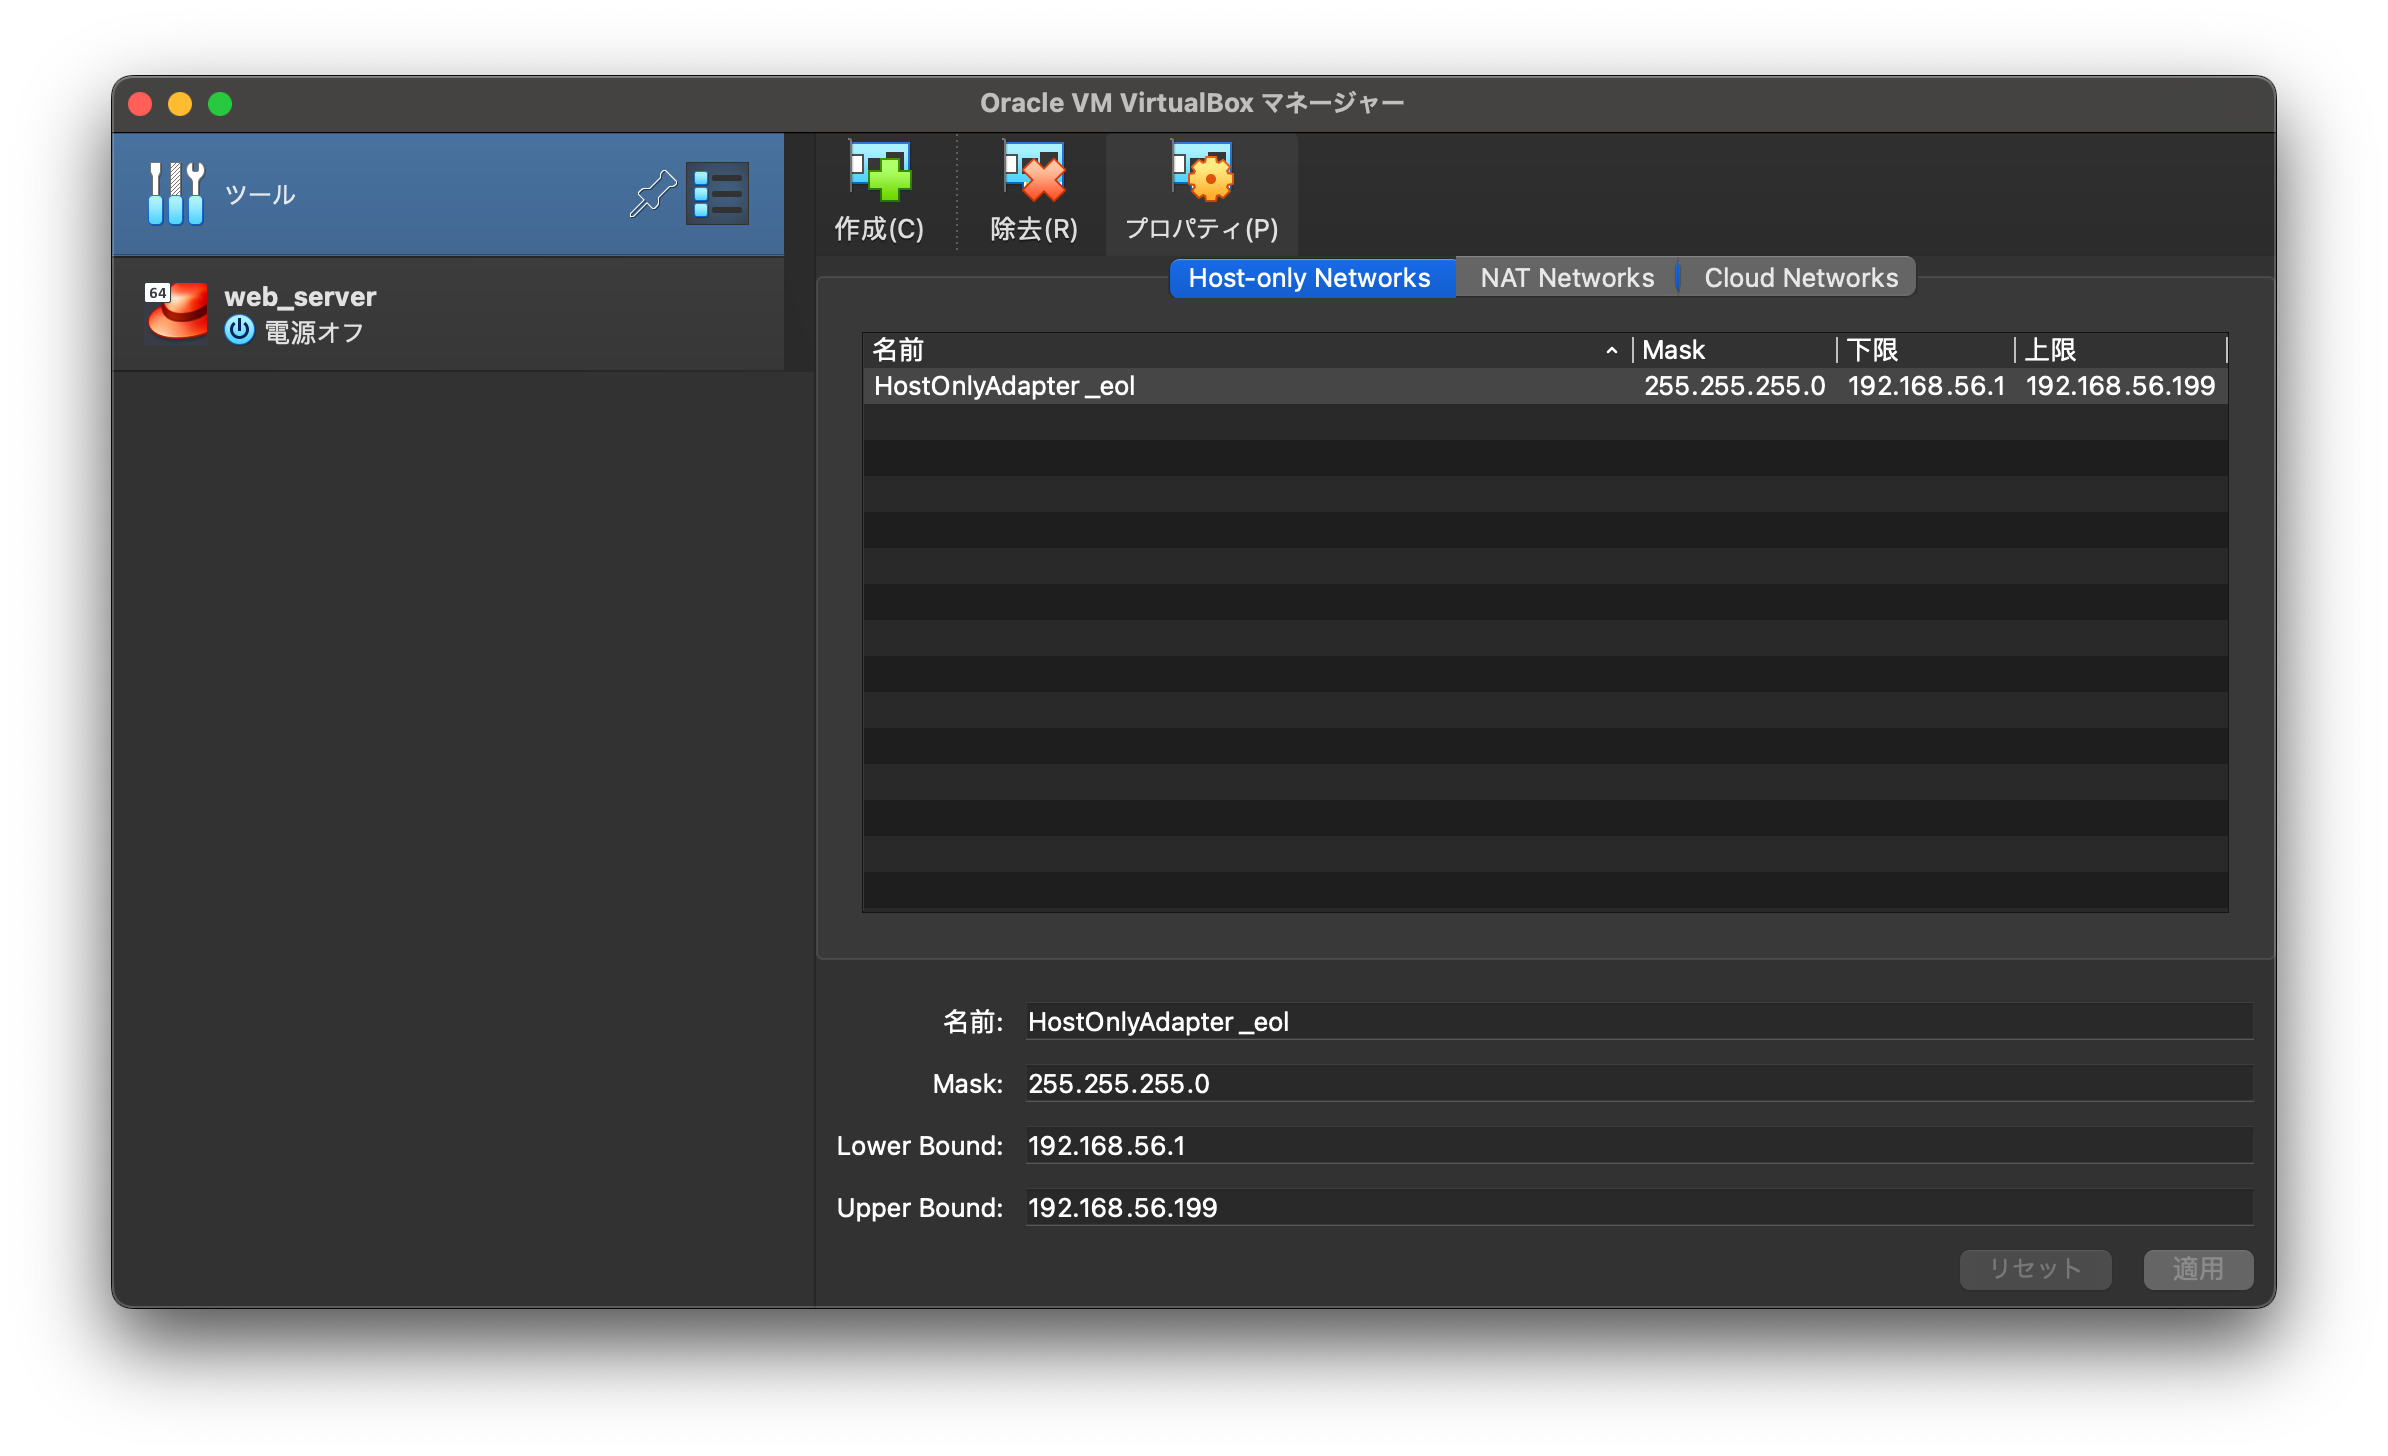 Oracle VM VirtualBox マネージャー
ツール
64
web_server
電源オフ
作成(C)
除去(R)
プロパティ(P)
Host-only Networks
NAT Networks
Cloud Networks
名前 Mask 下限 上限
HostOnlyAdapter_eol 255.255.255.0 192.168.56.1 192.168.56.199
名前: HostOnlyAdapter_eol
Mask: 255.255.255.0
Lower Bound: 192.168.56.1
Upper Bound: 192.168.56.199
リセット
適用